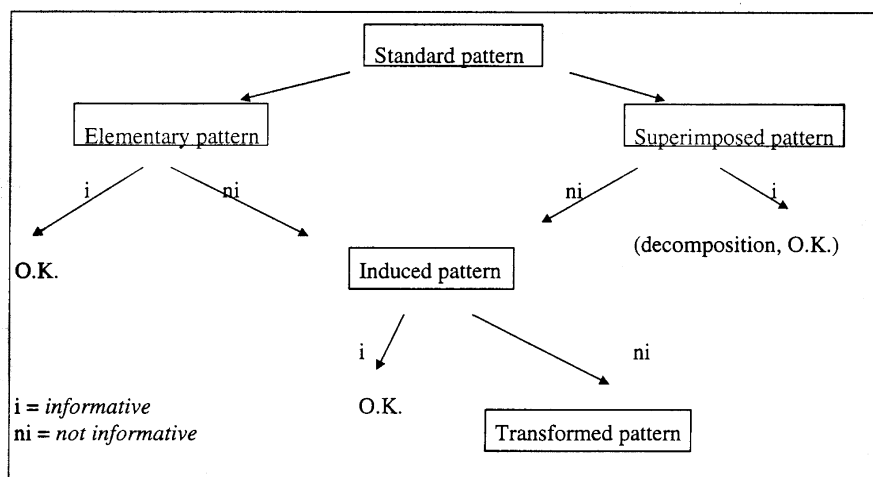 Standard pattern
Elementary pattern
Superimposed pattern
i
ni
ni
i
O.K.
(decomposition, O.K.)
Induced pattern
i
ni
i = informative
O.K.
ni = not informative
Transformed pattern